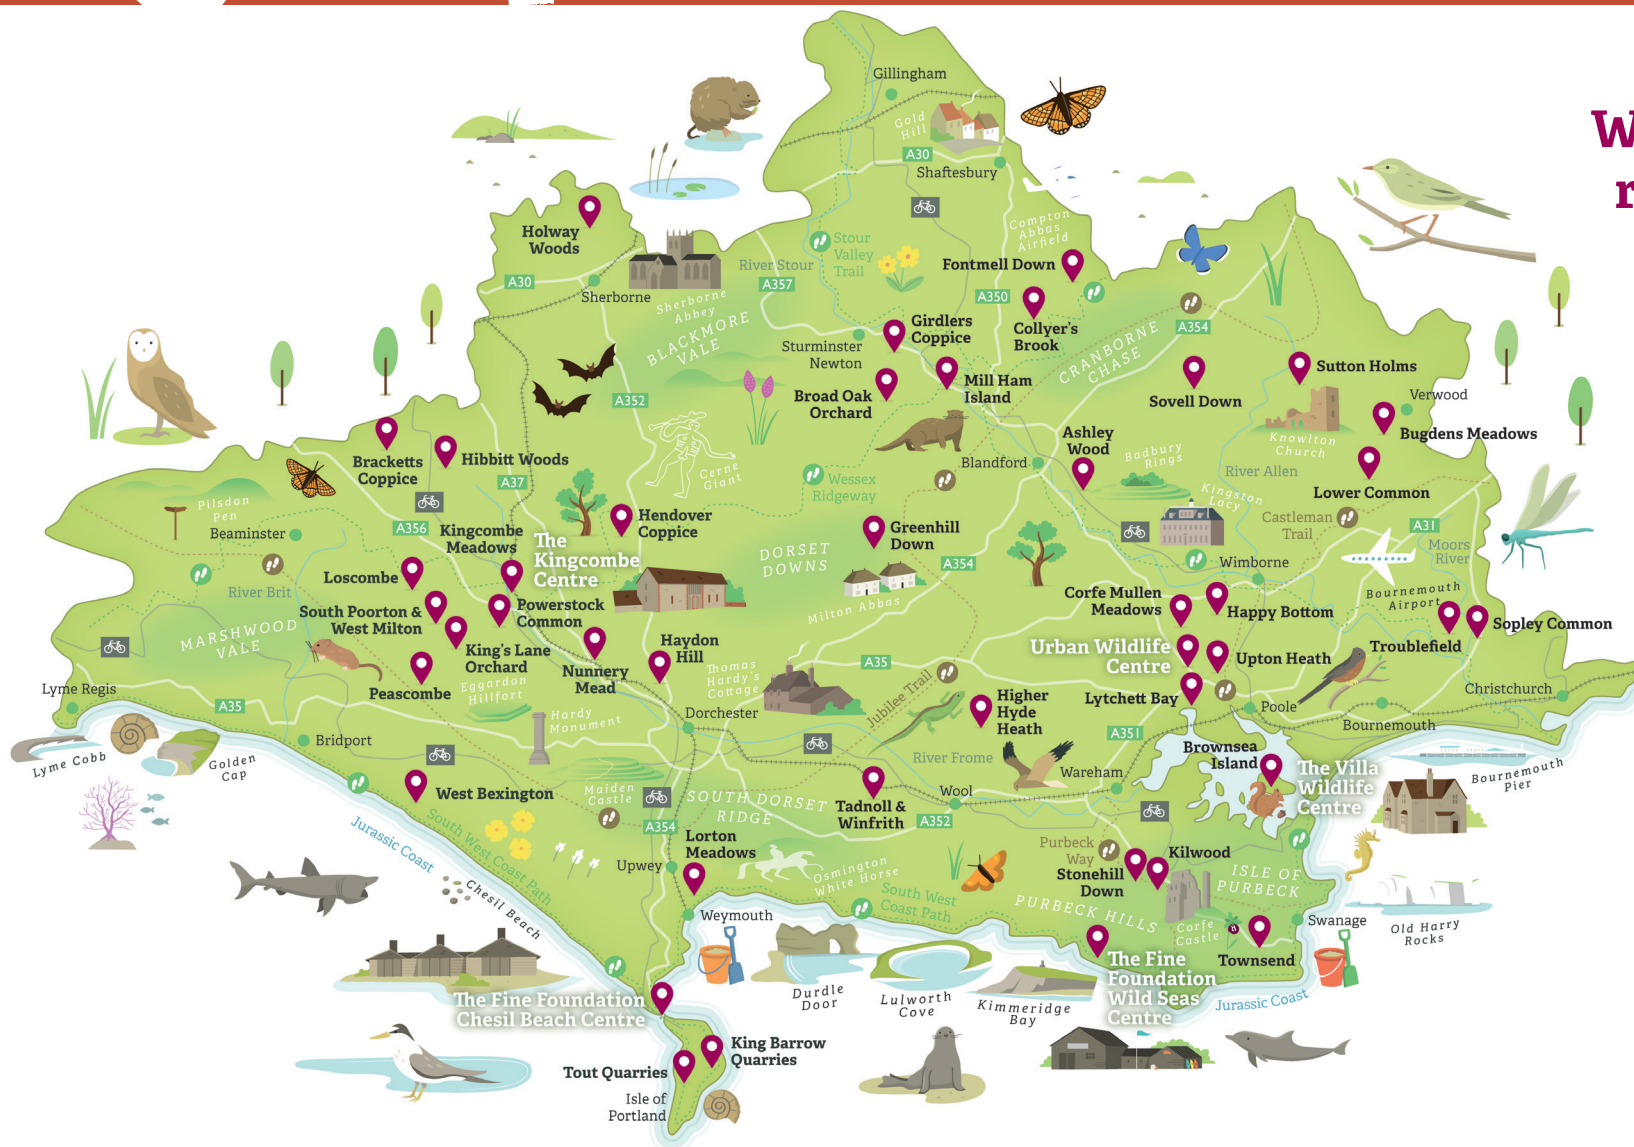 W
r
Gillingham
Gold
Hill
A30
Shaftesbury
Compton
Abbas
Airfield
Holway
Woods
A30
Sherborne
Sherborne
Abbey
BLACKMORE
VALE
River Stour
A357
Stour
Valley
Trail
Fontmell Down
A350
Collyer's
Brook
CRANBORNE
CHASE
A354
Girdlers
Coppice
Sturminster
Newton
Mill Ham
Island
Broad Oak
Orchard
Sovell Down
Sutton Holms
Verwood
Bugdens Meadows
Knowlton
Church
A352
Cerne
Giant
Bracketts
Coppice
Hibbitt Woods
A37
Ashley
Wood
Blandford
Badbury
Rings
River Allen
Lower Common
Wessex
Ridgeway
Kingston
Lacy
Castleman
Trail
A31
Moors
River
Pilsdon
Pen
Beaminster
A356
Kingcombe
Meadows
The
Kingcombe
Centre
Hendover
Coppice
Greenhill
Down
DORSET
DOWNS
A354
Milton Abbas
Wimborne
Bournemouth
Airport
Loscombe
River Brit
South Poorton &
West Milton
Powerstock
Common
MARSHWOOD
VALE
King's Lane
Orchard
Nunnery
Mead
Haydon
Hill
Peascombe
Eggardon
Hillfort
Corfe Mullen
Meadows
Happy Bottom
Troublefield
Sopley Common
Urban Wildlife
Centre
Upton Heath
Lytchett Bay
Poole
Christchurch
Bournemouth
Thomas
Hardy's
Cottage
A35
Jubilee Trail
Higher
Hyde
Heath
A351
Lyme Regis
A35
Bridport
Hardy
Monument
Dorchester
River Frome
Wareham
Brownsea
Island
The Villa
Wildlife
Centre
Bournemouth
Pier
Lyme Cobb
Golden
Cap
West Bexington
Maiden
Castle
SOUTH DORSET
RIDGE
Tadnoll &
Winfrith
Wool
A352
A354
Lorton
Meadows
Jurassic Coast
South West Coast Path
Chesil Beach
Upwey
Osmington
White Horse
South West
Coast Path
Purbeck
Way
Stonehill
Down
Kilwood
ISLE OF
PURBECK
PURBECK HILLS
Corfe
Castle
Swanage
Old Harry
Rocks
Weymouth
Townsend
Durdle
Door
Lulworth
Cove
Kimmeridge
Bay
The Fine
Foundation
Wild Seas
Centre
Jurassic Coast
The Fine Foundation
Chesil Beach Centre
King Barrow
Quarries
Tout Quarries
Isle of
Portland